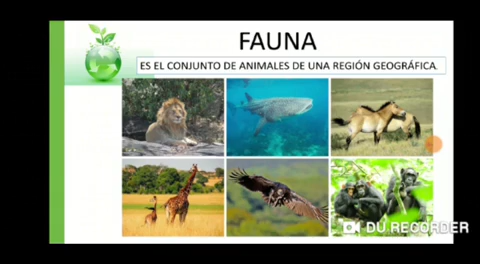 FAUNA
ES EL CONJUNTO DE ANIMALES DE UNA REGIÓN GEOGRÁFICA.
DU RECORDER